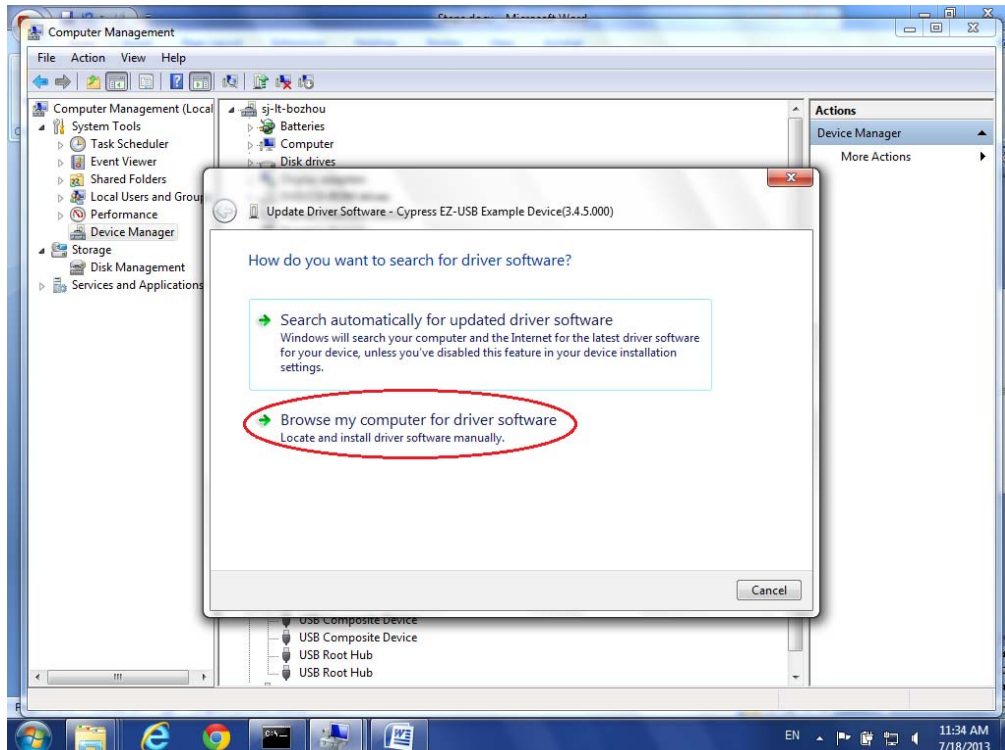 Steps.docx - Microsoft Word
Computer Management
File Action View Help
Computer Management (Local
System Tools
Task Scheduler
Event Viewer
Shared Folders
Local Users and Group
Performance
Device Manager
Storage
Disk Management
Services and Applications
sj-lt-bozhou
Batteries
Computer
Disk drives
Actions
Device Manager
More Actions
Update Driver Software - Cypress EZ-USB Example Device(3.4.5.000)
How do you want to search for driver software?
Search automatically for updated driver software
Windows will search your computer and the Internet for the latest driver software
for your device, unless you've disabled this feature in your device installation
settings.
Browse my computer for driver software
Locate and install driver software manually.
Cancel
USB Composite Device
USB Composite Device
USB Root Hub
USB Root Hub
EN
11:34 AM
7/18/2013